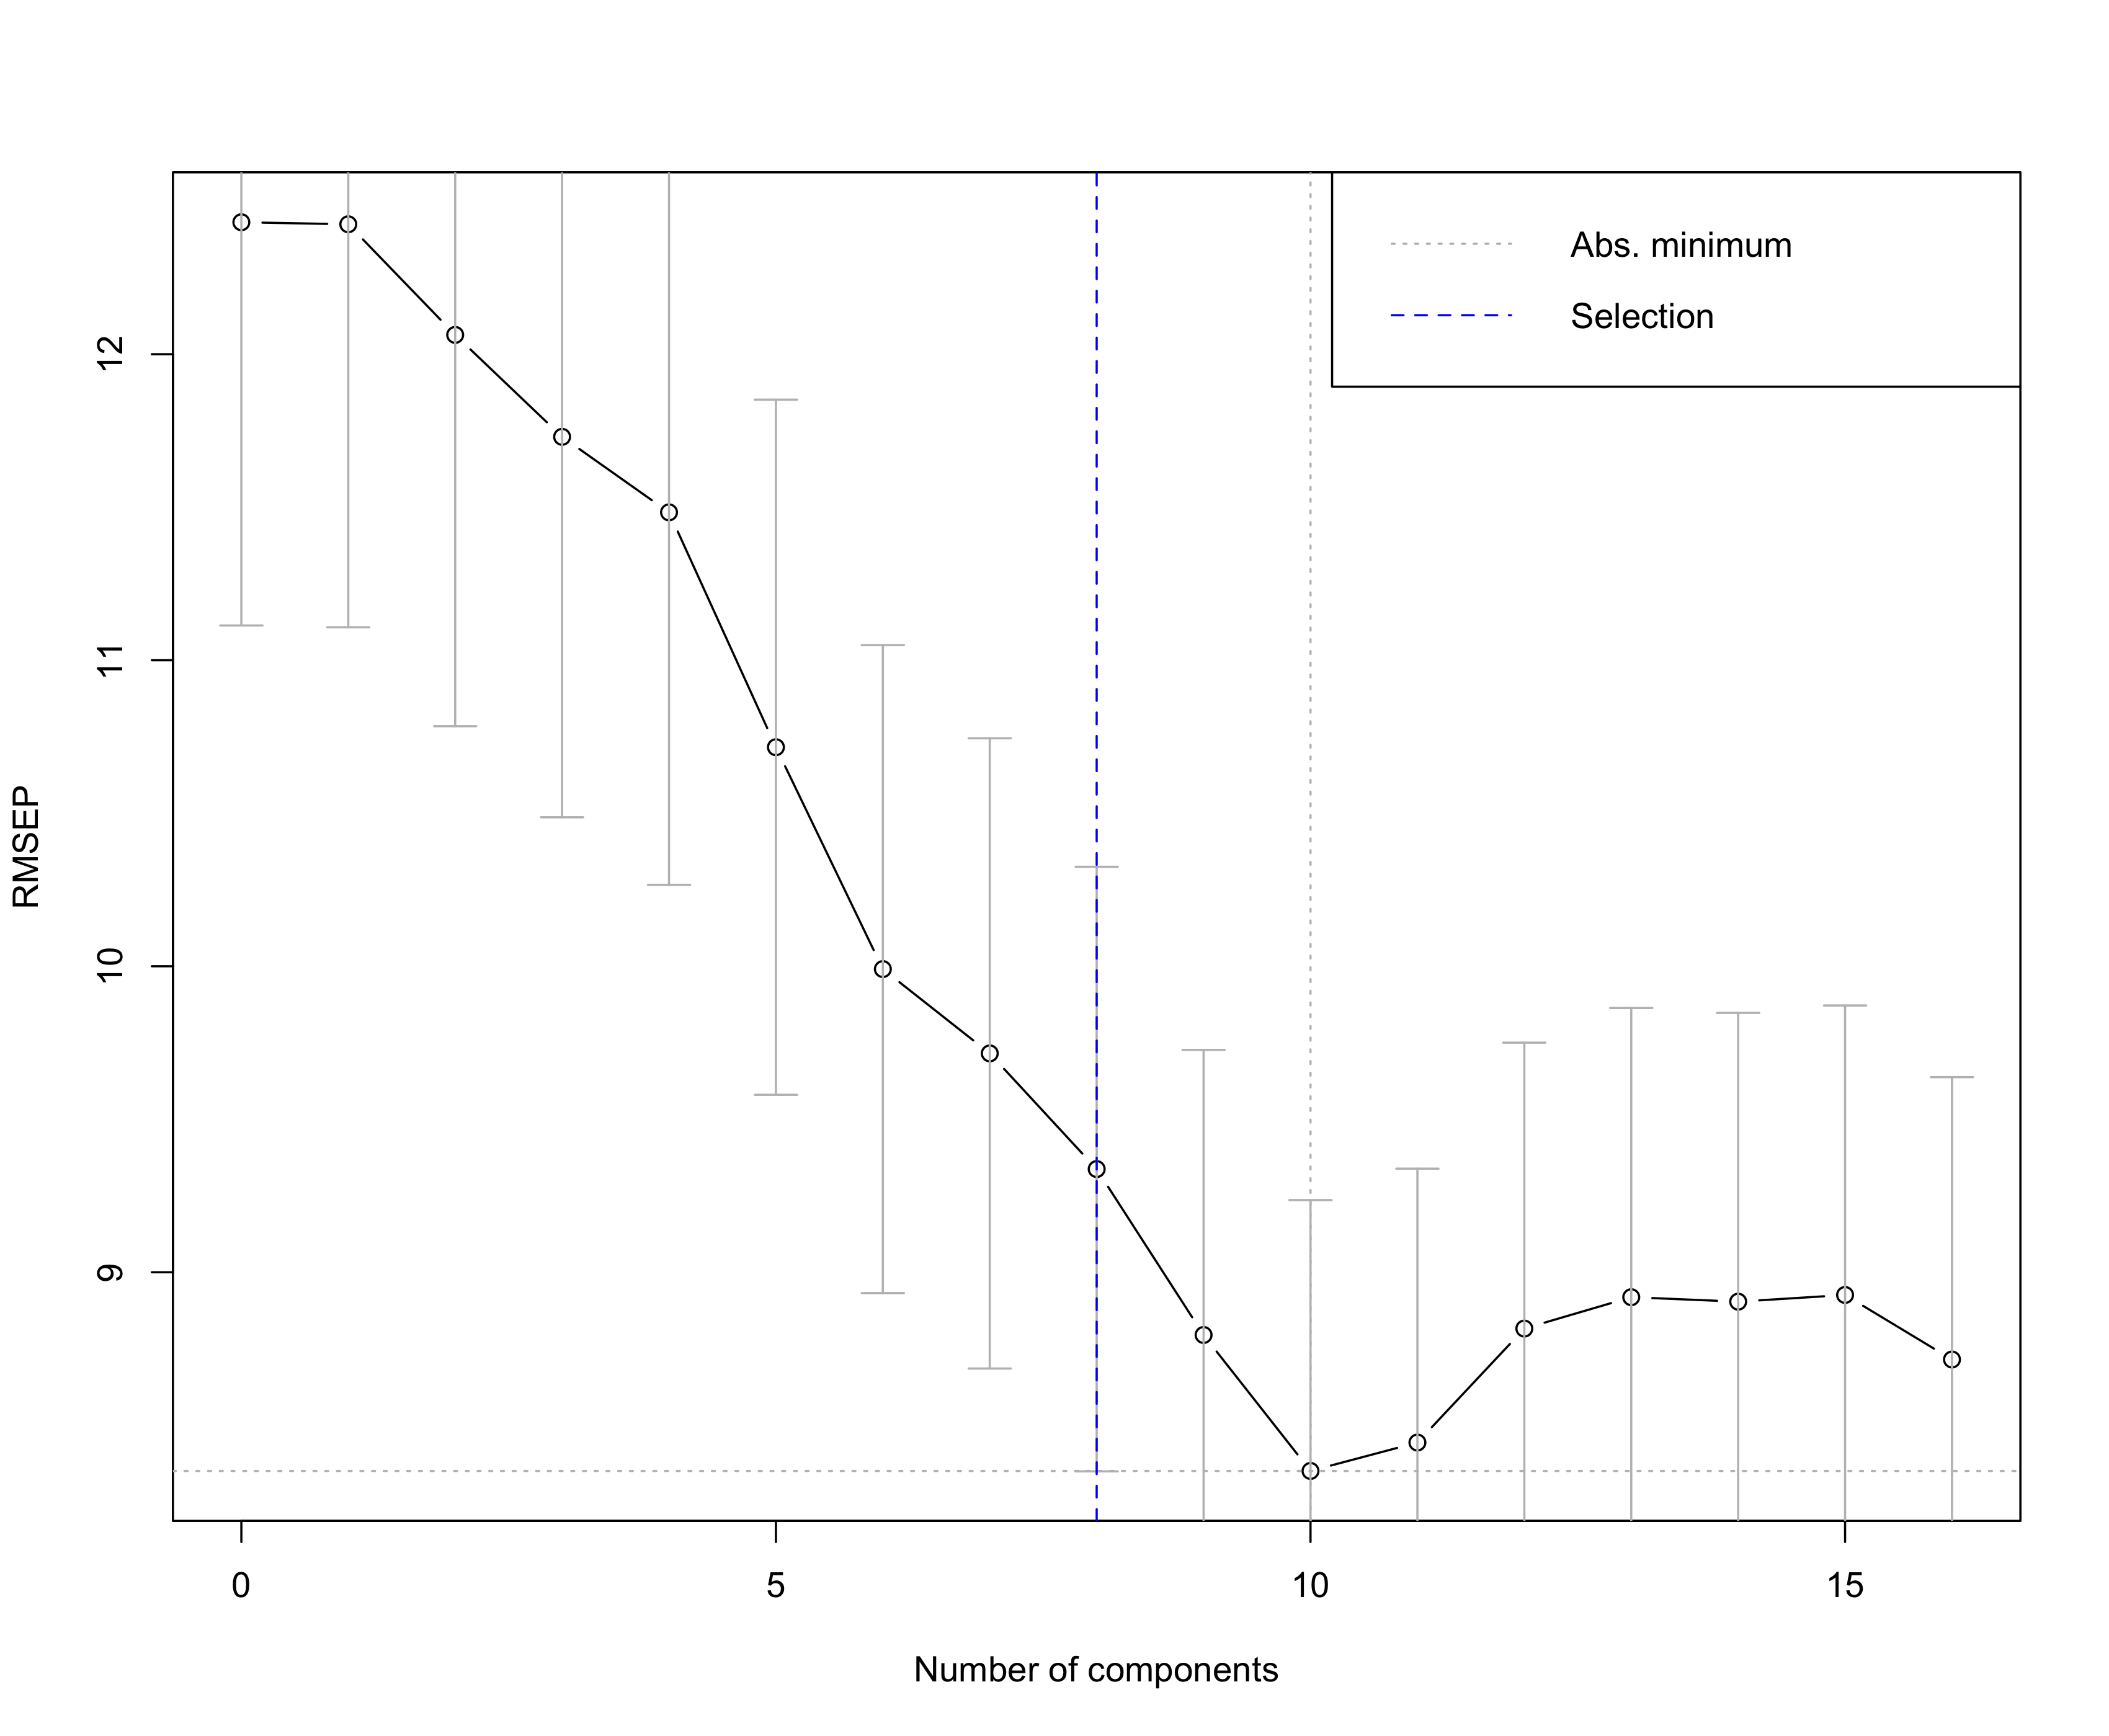 Abs. minimum
Selection
12
11
10
9
RMSEP
0 5 10 15
Number of components